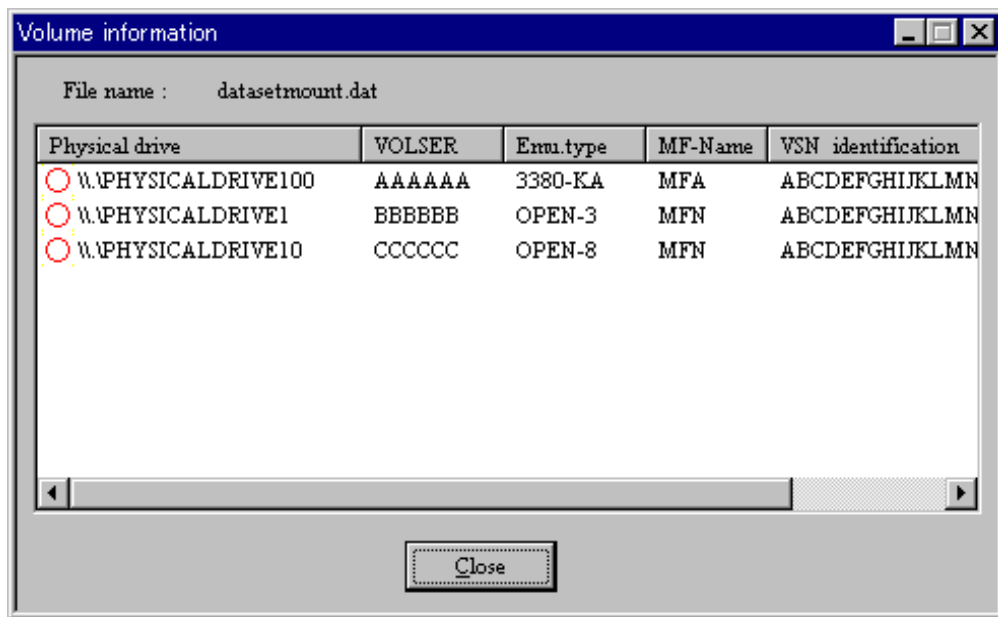 Volume information
File name : datasetmount.dat
Physical drive VOLSER Emu.type MF-Name VSN identification
\\.\PHYSICALDRIVE100 AAAAAA 3380-KA MFA ABCDEFGHIJKLMN
\\.\PHYSICALDRIVE1 BBBBBB OPEN-3 MFN ABCDEFGHIJKLMN
\\.\PHYSICALDRIVE10 CCCCCC OPEN-8 MFN ABCDEFGHIJKLMN
Close